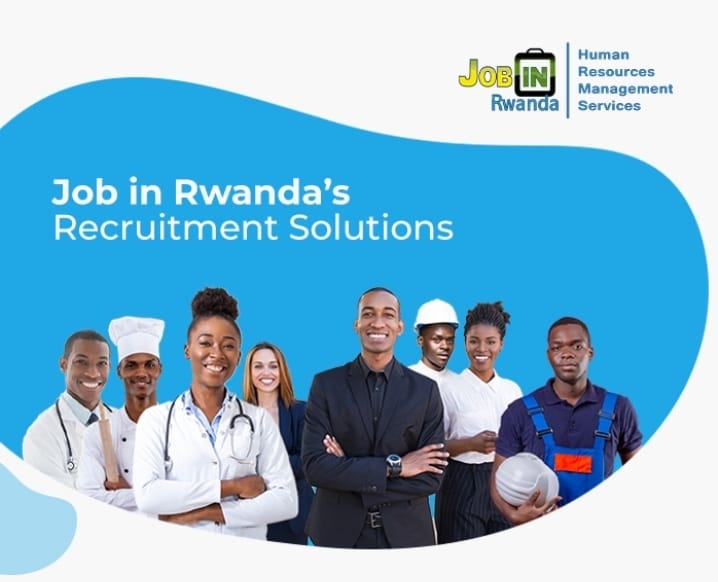 JOB IN
Rwanda
Human
Resources
Management
Services
Job in Rwanda’s
Recruitment Solutions